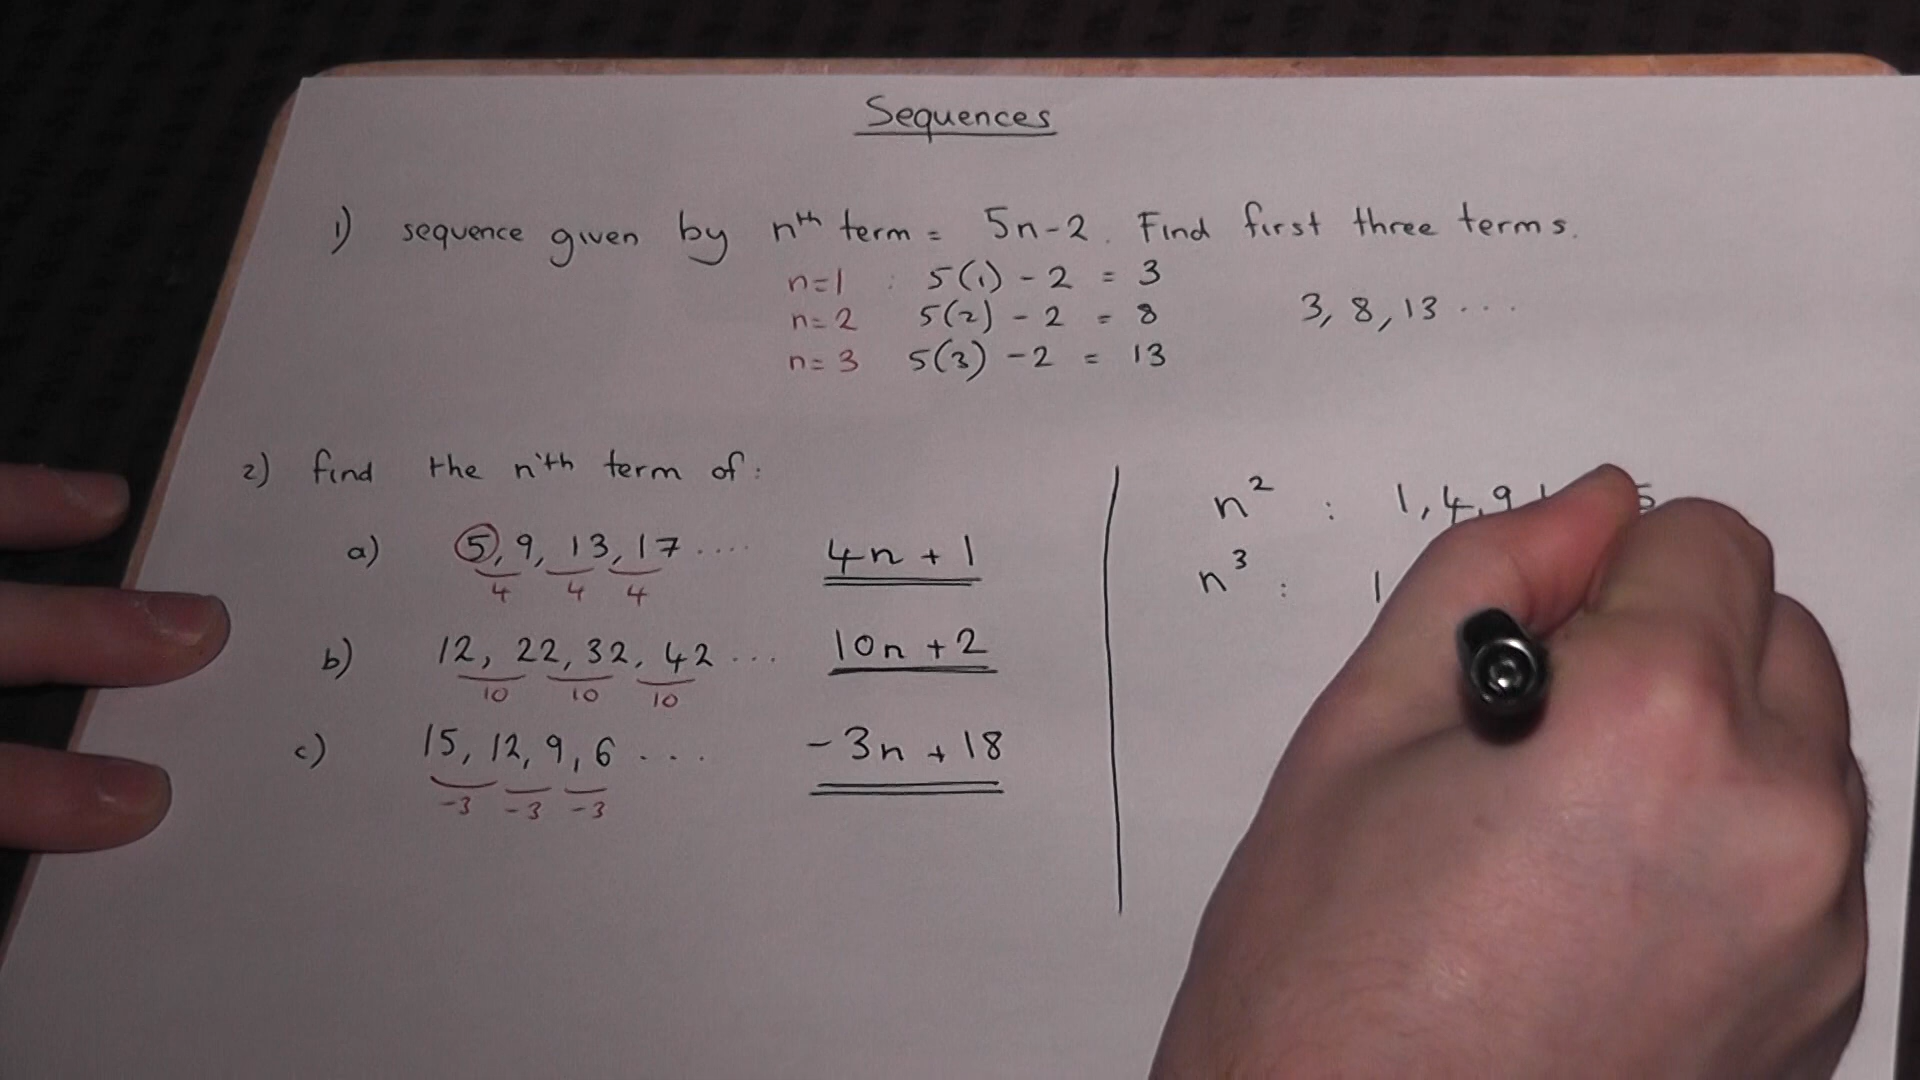 Sequences
1) sequence given by nth term = 5n-2. Find first three terms.
n=1 : 5(1) - 2 = 3
n=2 5(2) - 2 = 8
3, 8, 13 ...
n=3 5(3) - 2 = 13
2) find the n'th term of:
a) 5, 9, 13, 17 .... 4n + 1
4 4 4
b) 12, 22, 32, 42 ... 10n + 2
10 10 10
c) 15, 12, 9, 6 ... -3n + 18
-3 -3 -3
n² : 1, 4, 9
n³ : 1